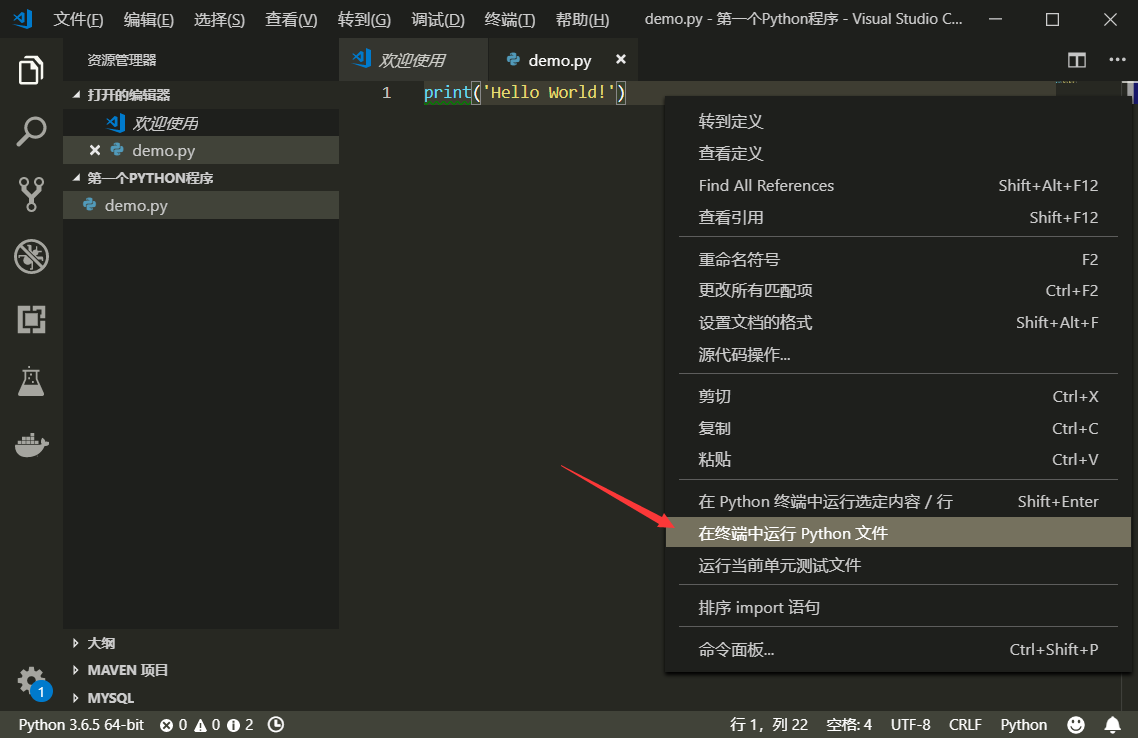 文件(F) 编辑(E) 选择(S) 查看(V) 转到(G) 调试(D) 终端(T) 帮助(H) demo.py - 第一个Python程序 - Visual Studio C...
资源管理器
欢迎使用 demo.py
打开的编辑器
欢迎使用
demo.py
第一个PYTHON程序
demo.py
大纲
MAVEN 项目
MYSQL
1 print('Hello World!')
转到定义
查看定义
Find All References Shift+Alt+F12
查看引用 Shift+F12
重命名符号 F2
更改所有匹配项 Ctrl+F2
设置文档的格式 Shift+Alt+F
源代码操作...
剪切 Ctrl+X
复制 Ctrl+C
粘贴 Ctrl+V
在 Python 终端中运行选定内容 / 行 Shift+Enter
在终端中运行 Python 文件
运行当前单元测试文件
排序 import 语句
命令面板... Ctrl+Shift+P
1
Python 3.6.5 64-bit 0 0 2 行 1，列 22 空格: 4 UTF-8 CRLF Python